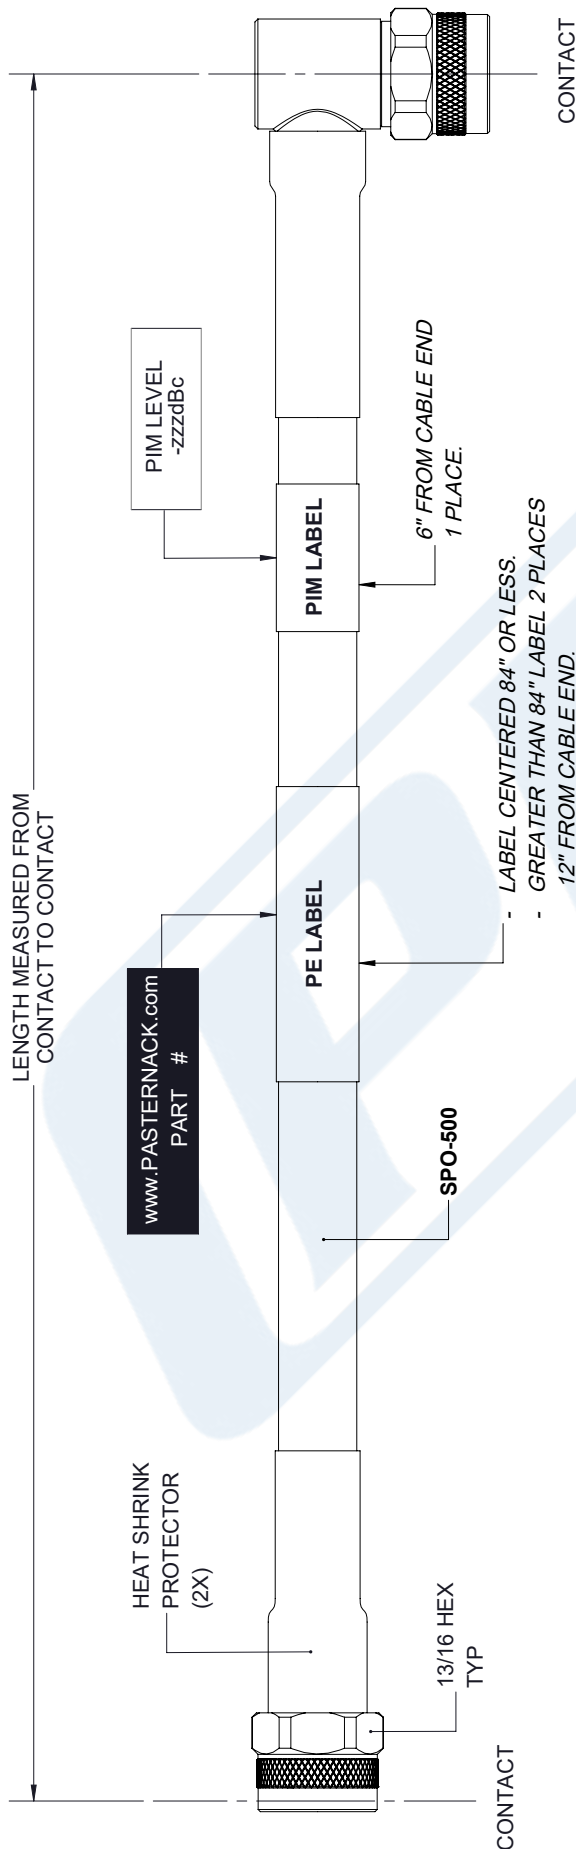 LENGTH MEASURED FROM
CONTACT TO CONTACT
HEAT SHRINK
PROTECTOR
(2X)
www.PASTERNACK.com
PART #
PIM LEVEL
-zzzdBc
PE LABEL
PIM LABEL
CONTACT
13/16 HEX
TYP
SPO-500
- LABEL CENTERED 84" OR LESS.
- GREATER THAN 84" LABEL 2 PLACES
12" FROM CABLE END.
6" FROM CABLE END
1 PLACE.
CONTACT